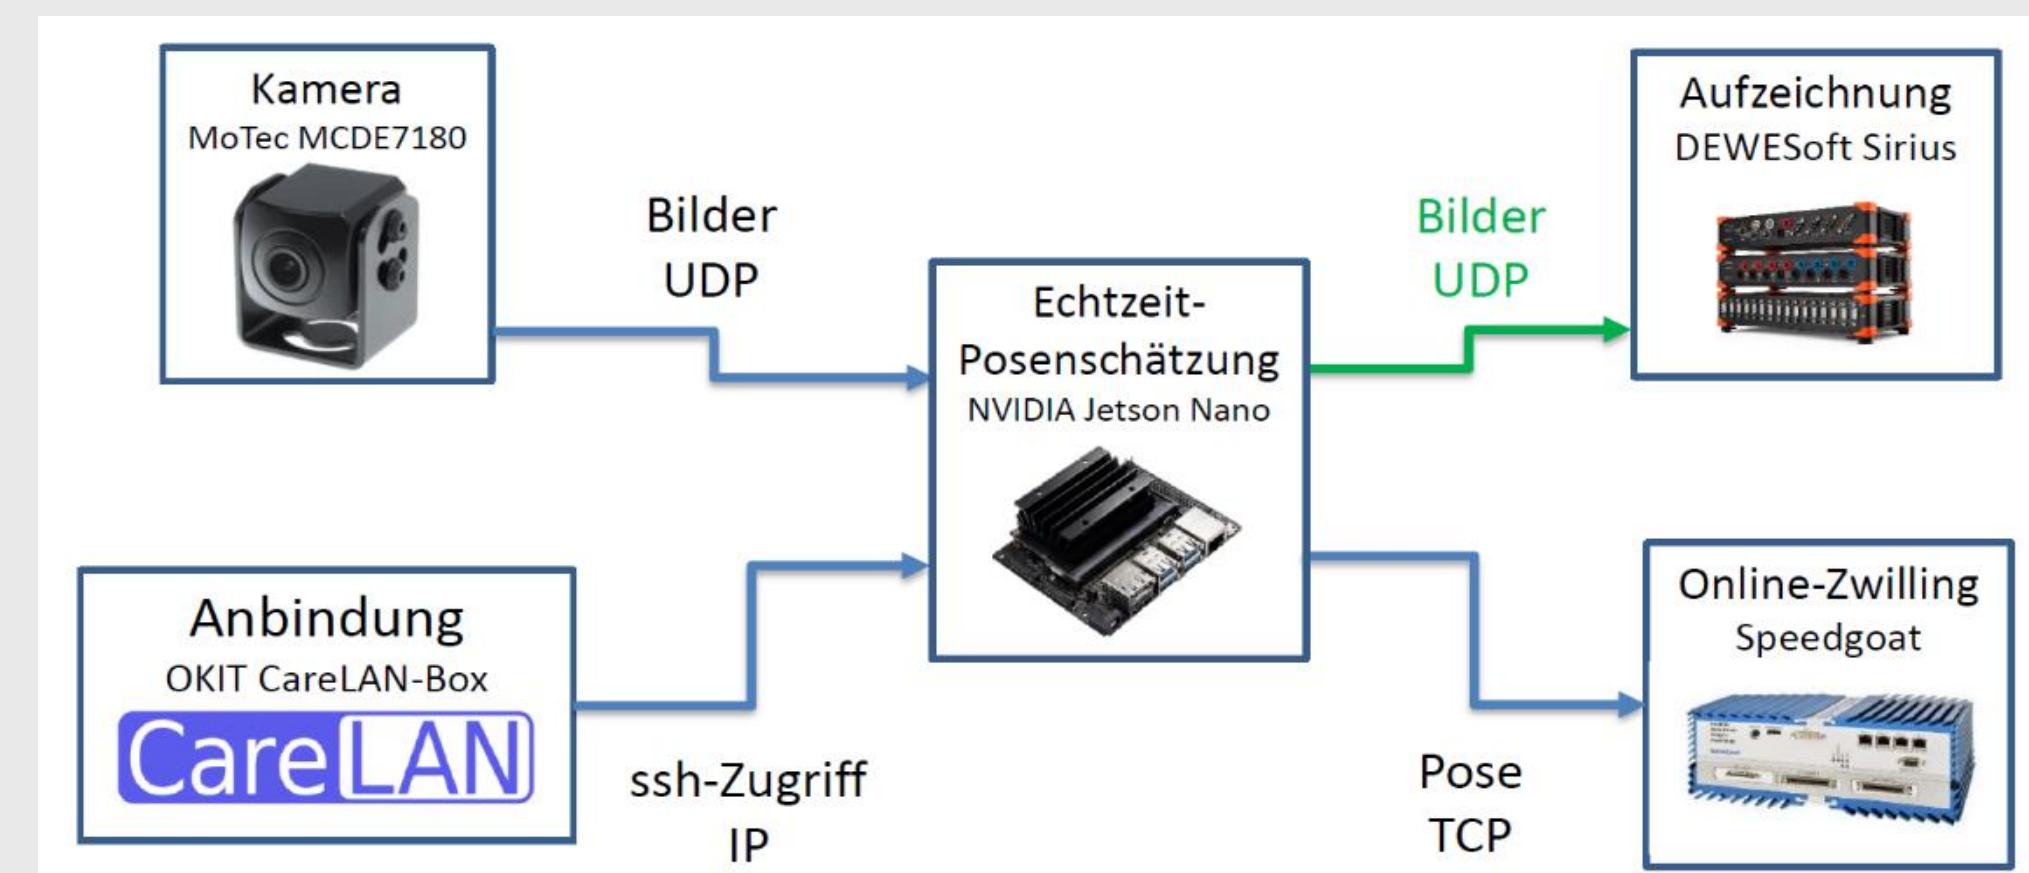 Kamera
MoTec MCDE7180
Bilder
UDP
Echtzeit-
Posenschätzung
NVIDIA Jetson Nano
Bilder
UDP
Aufzeichnung
DEWESoft Sirius
Anbindung
OKIT CareLAN-Box
CareLAN
ssh-Zugriff
IP
Pose
TCP
Online-Zwilling
Speedgoat